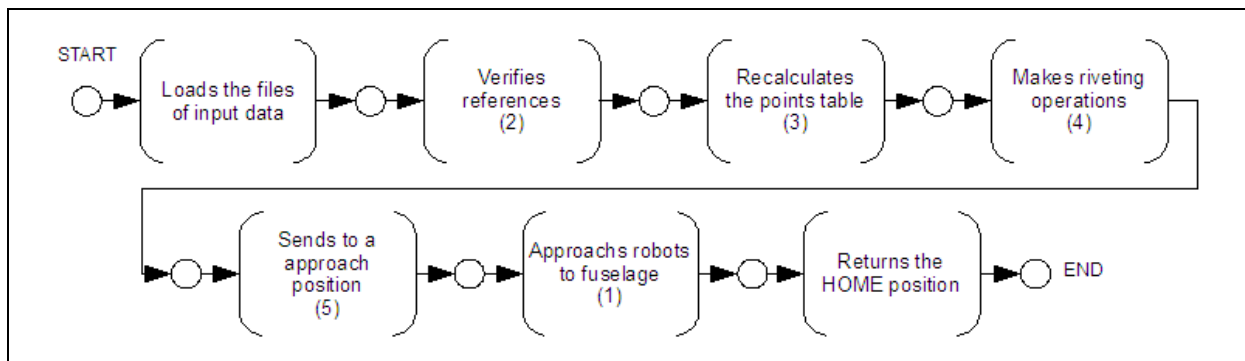 START
Loads the files
of input data
Verifies
references
(2)
Recalculates
the points table
(3)
Makes riveting
operations
(4)
Sends to a
approach
position
(5)
Approachs robots
to fuselage
(1)
Returns the
HOME position
END